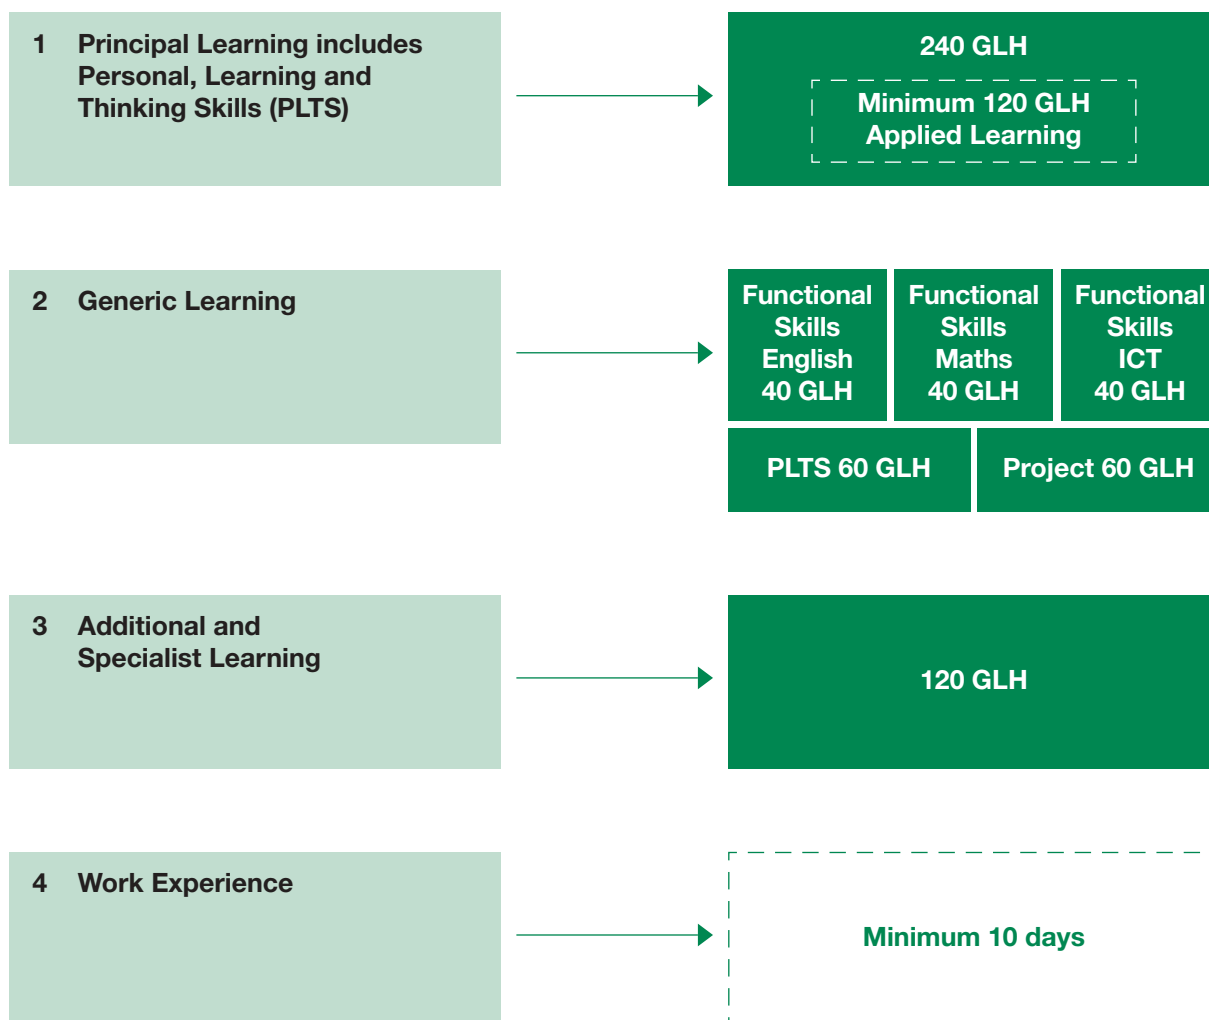 1 Principal Learning includes
Personal, Learning and
Thinking Skills (PLTS)
240 GLH
Minimum 120 GLH
Applied Learning
2 Generic Learning
Functional
Skills
English
40 GLH
Functional
Skills
Maths
40 GLH
Functional
Skills
ICT
40 GLH
PLTS 60 GLH
Project 60 GLH
3 Additional and
Specialist Learning
120 GLH
4 Work Experience
Minimum 10 days